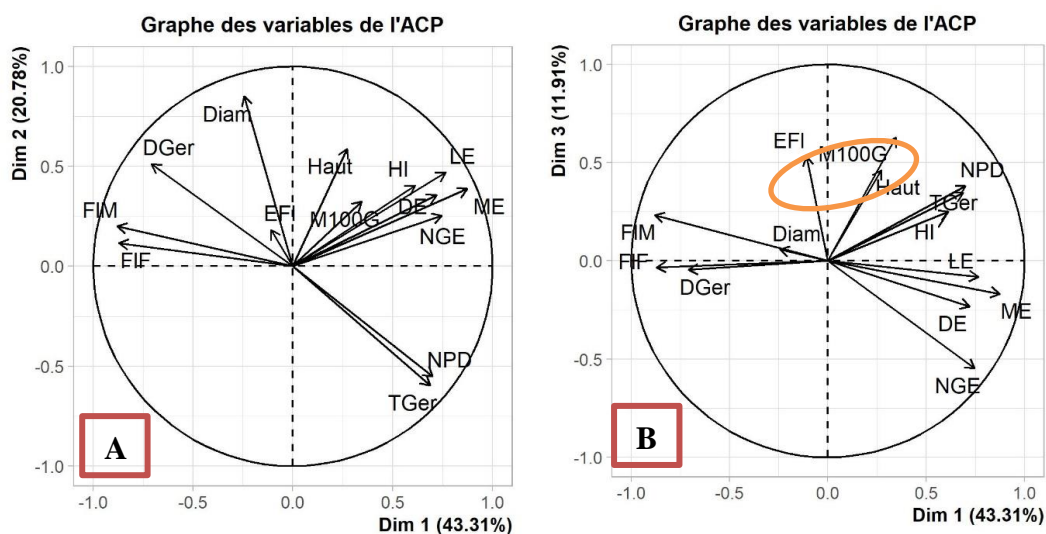 Graphe des variables de l'ACP
Dim 2 (20.78%)
1.0
0.5
0.0
-0.5
-1.0
Diam
DGer
Haut
HI
LE
FIM
EFI
M100G
DE
ME
NGE
FIF
NPD
TGer
A
-1.0
-0.5
0.0
0.5
1.0
Dim 1 (43.31%)
Graphe des variables de l'ACP
Dim 3 (11.91%)
1.0
0.5
0.0
-0.5
-1.0
EFI
M100G
Haut
NPD
TGer
FIM
Diam
HI
FIF
DGer
LE
ME
DE
NGE
B
-1.0
-0.5
0.0
0.5
1.0
Dim 1 (43.31%)